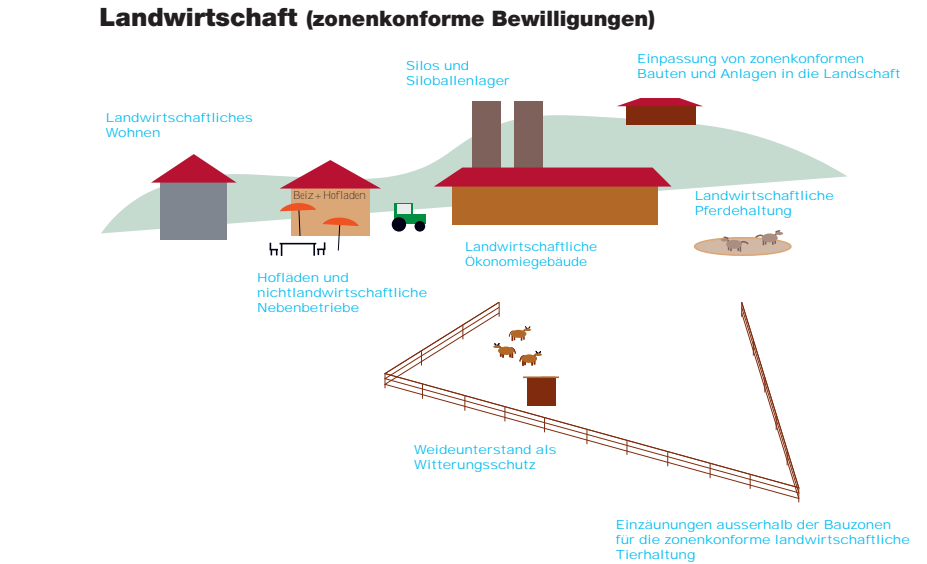 Landwirtschaft (zonenkonforme Bewilligungen)
Einpassung von zonenkonformen
Bauten und Anlagen in die Landschaft
Silos und
Siloballenlager
Landwirtschaftliches
Wohnen
Beiz + Hofladen
Landwirtschaftliche
Pferdehaltung
Landwirtschaftliche
Ökonomiegebäude
Hofläden und
nichtlandwirtschaftliche
Nebenbetriebe
Weideunterstand als
Witterungsschutz
Einzäunungen ausserhalb der Bauzonen
für die zonenkonforme landwirtschaftliche
Tierhaltung